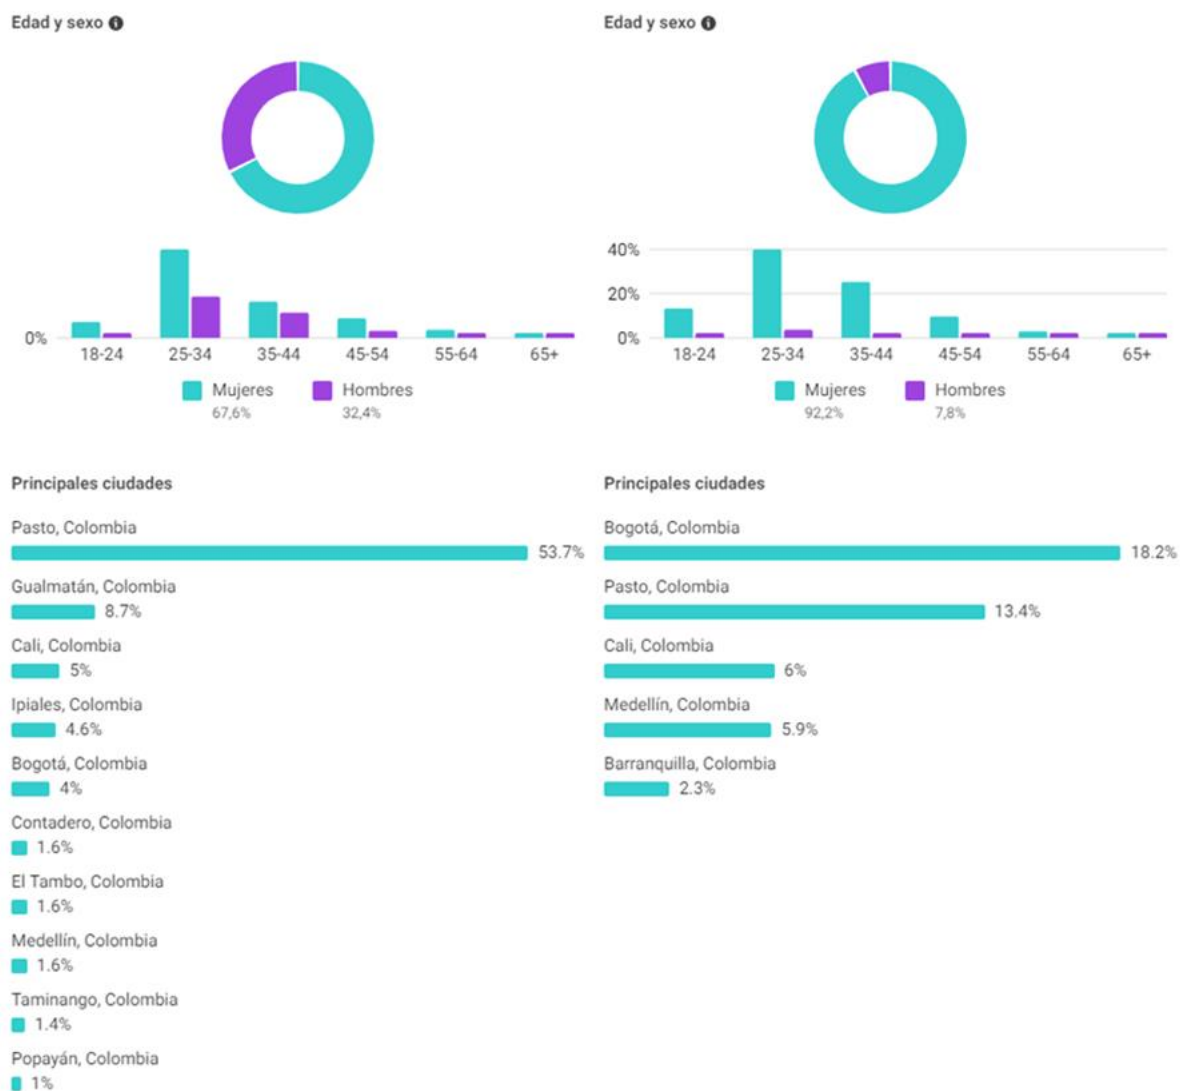 Edad y sexo
0%
18-24 25-34 35-44 45-54 55-64 65+
Mujeres Hombres
67,6% 32,4%
Principales ciudades
Pasto, Colombia
53.7%
Gualmatán, Colombia
8.7%
Cali, Colombia
5%
Ipiales, Colombia
4.6%
Bogotá, Colombia
4%
Contadero, Colombia
1.6%
El Tambo, Colombia
1.6%
Medellín, Colombia
1.6%
Taminango, Colombia
1.4%
Popayán, Colombia
1%
Edad y sexo
40%
20%
0%
18-24 25-34 35-44 45-54 55-64 65+
Mujeres Hombres
92,2% 7,8%
Principales ciudades
Bogotá, Colombia
18.2%
Pasto, Colombia
13.4%
Cali, Colombia
6%
Medellín, Colombia
5.9%
Barranquilla, Colombia
2.3%